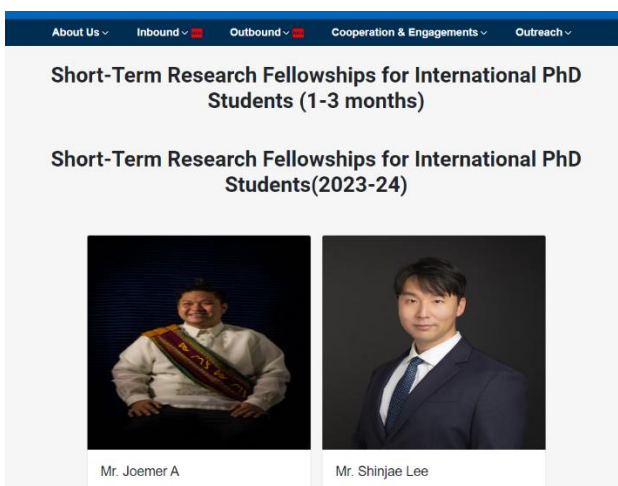 About Us Inbound Outbound Cooperation & Engagements Outreach
Short-Term Research Fellowships for International PhD
Students (1-3 months)
Short-Term Research Fellowships for International PhD
Students(2023-24)
Mr. Joemer A
Mr. Shinjae Lee